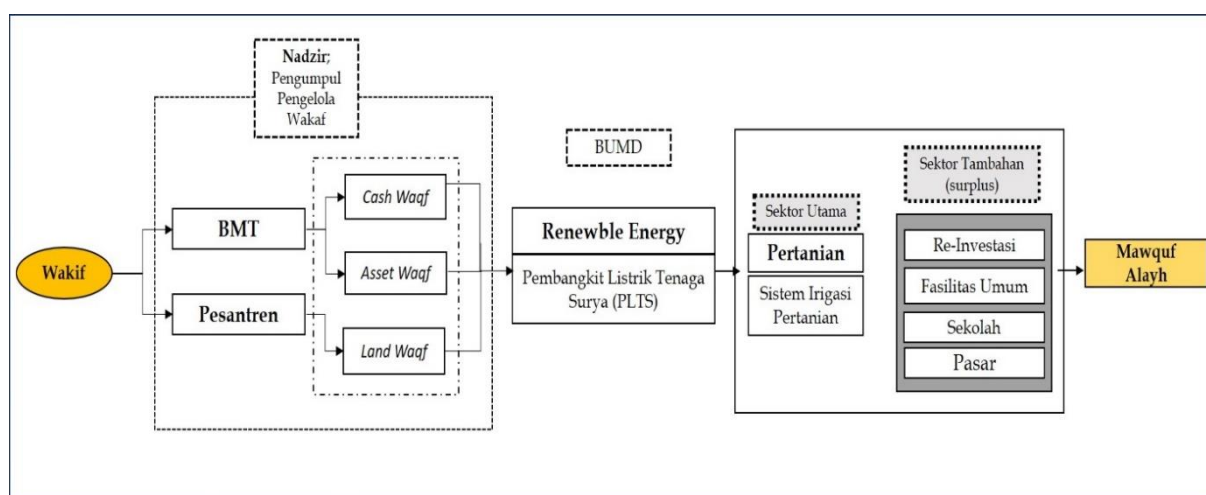 Nadzir;
Pengumpul
Pengelola
Wakaf
BUMD
Sektor Tambahan
(surplus)
Cash Waqf
Sektor Utama
BMT
Renewble Energy
Pertanian
Re-Investasi
Wakif
Asset Waqf
Pembangkit Listrik Tenaga
Surya (PLTS)
Sistem Irigasi
Pertanian
Fasilitas Umum
Mawquf
Alayh
Pesantren
Land Waqf
Sekolah
Pasar